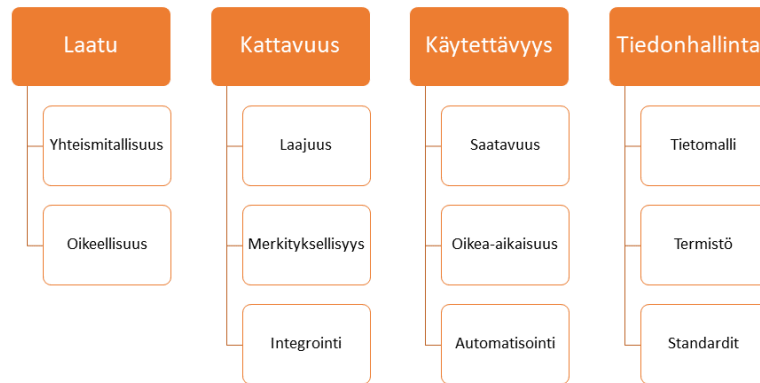 Laatu
Yhteismitallisuus
Oikeellisuus
Kattavuus
Laajuus
Merkityksellisyys
Integrointi
Käytettävyys
Saatavuus
Oikea-aikaisuus
Automatisointi
Tiedonhallinta
Tietomalli
Termistö
Standardit